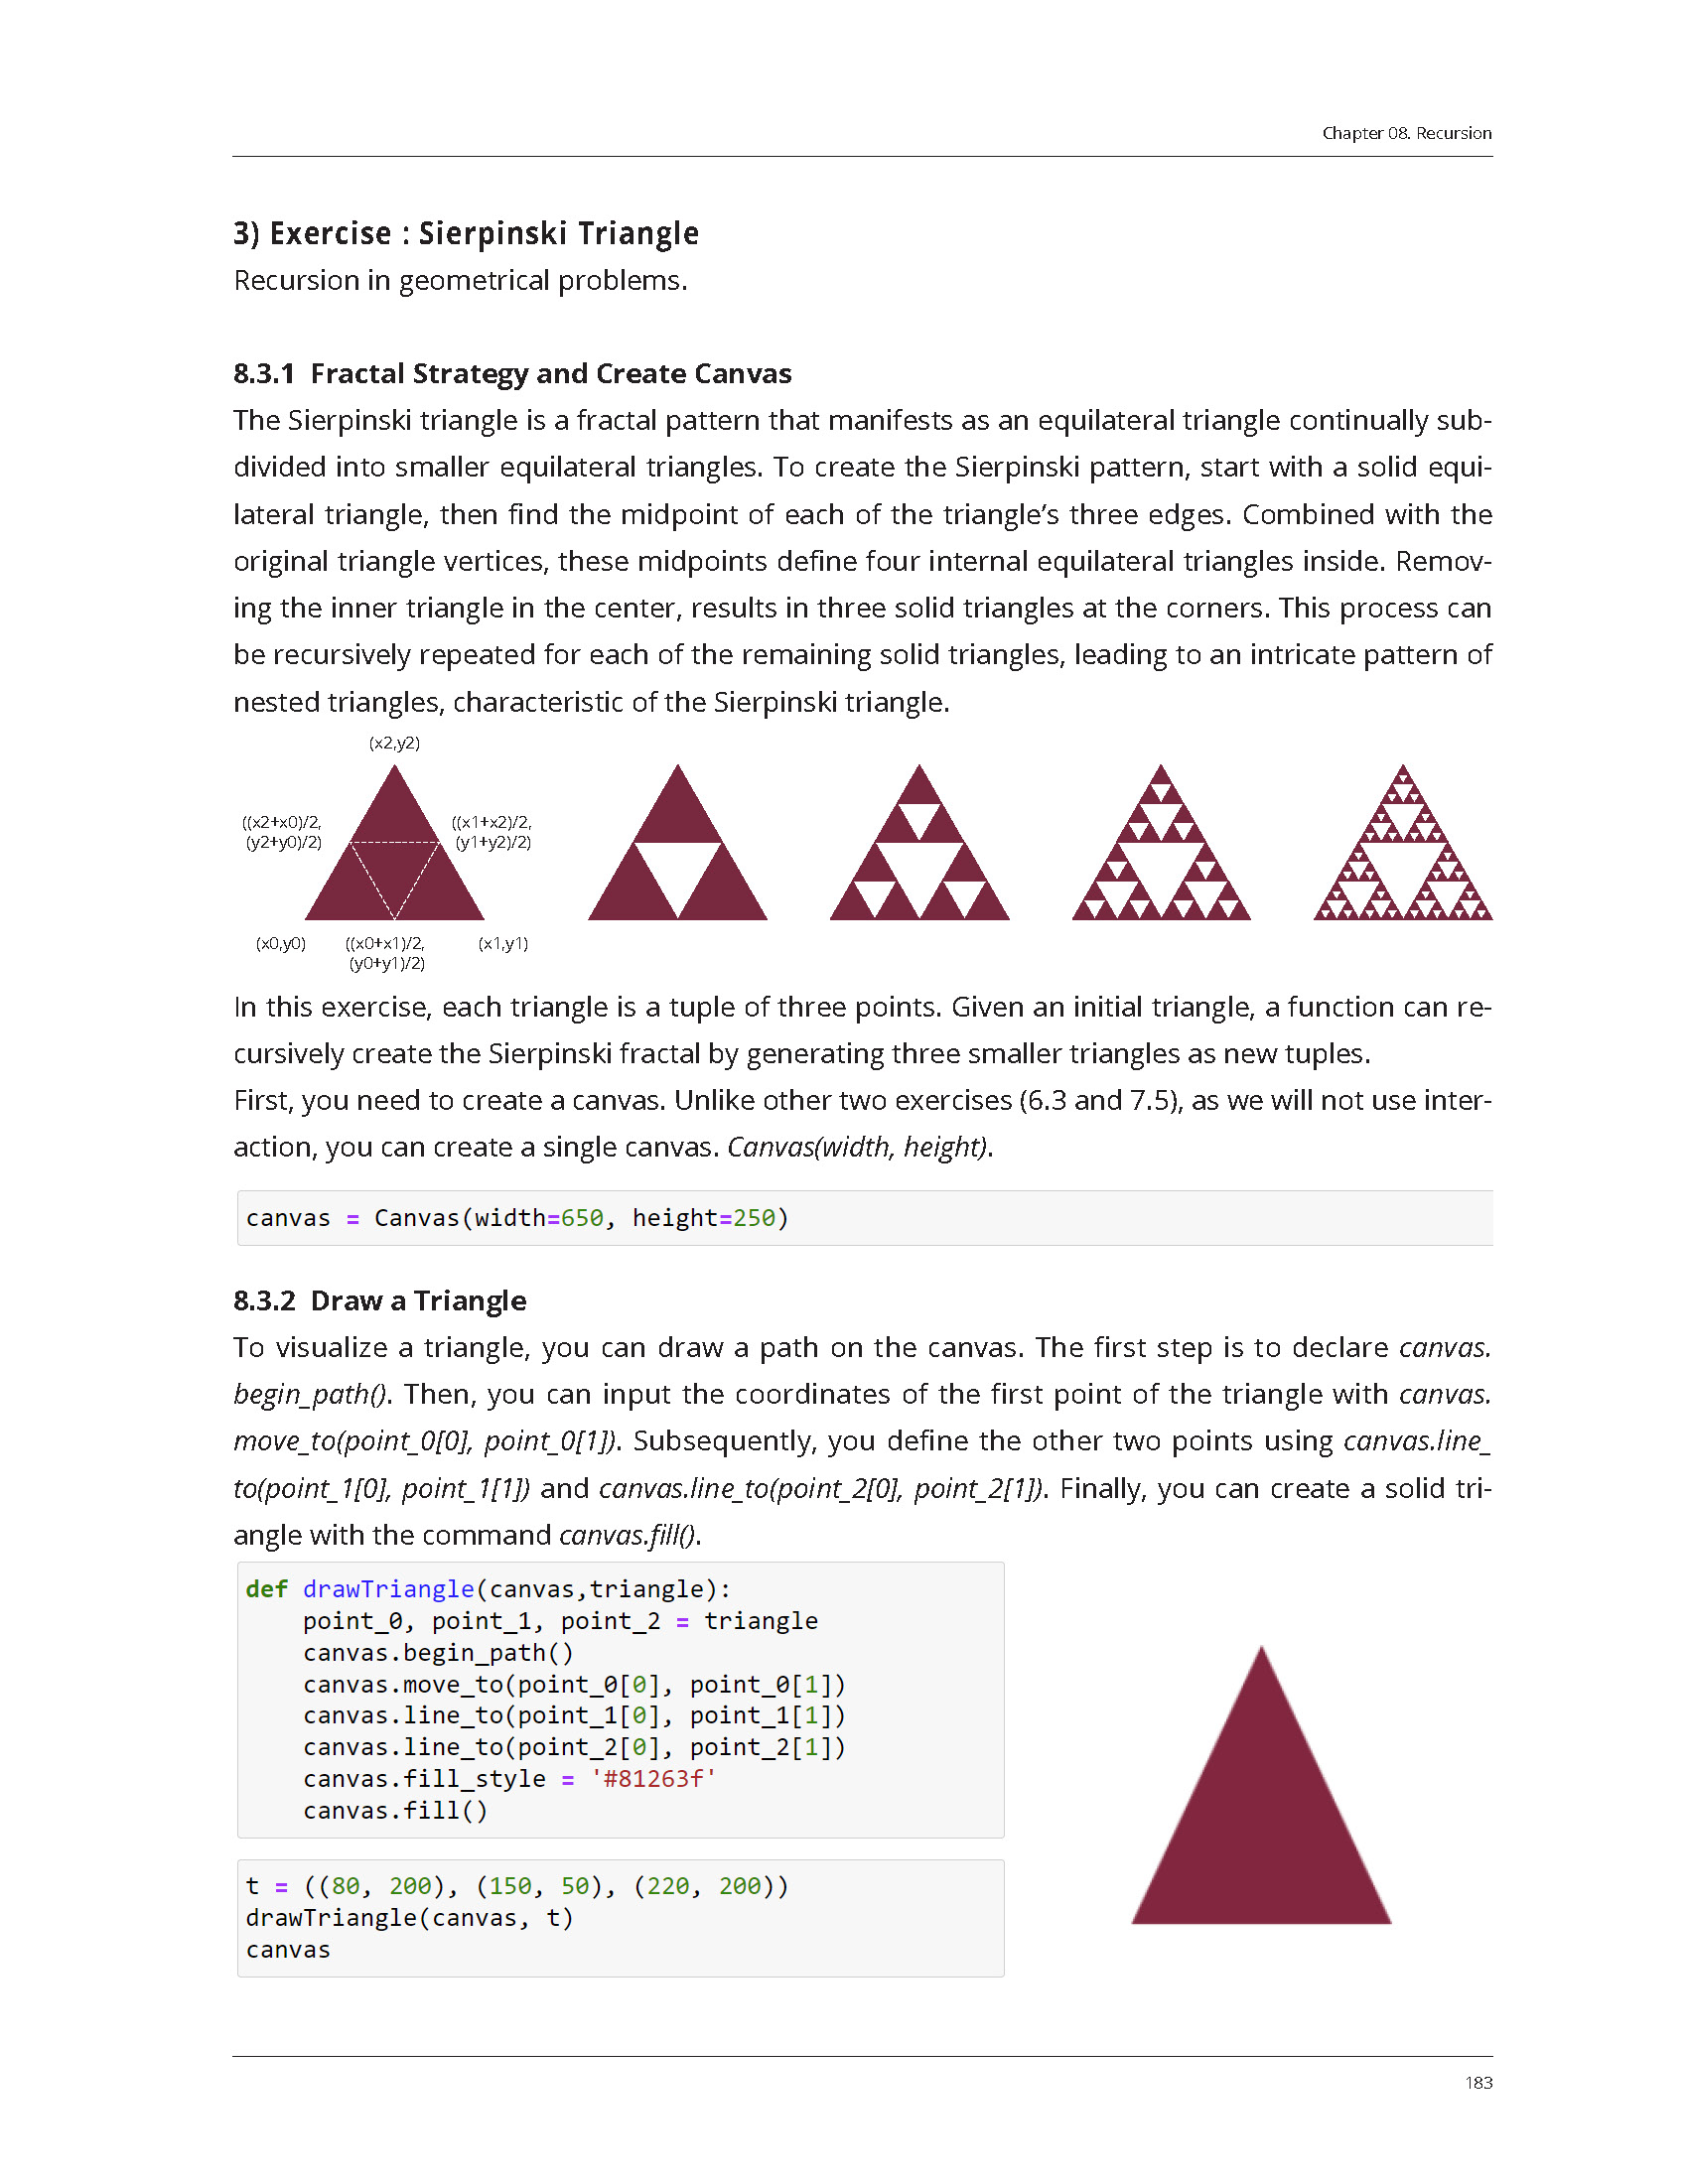 Chapter 08. Recursion
3) Exercise : Sierpinski Triangle
Recursion in geometrical problems.
8.3.1 Fractal Strategy and Create Canvas
The Sierpinski triangle is a fractal pattern that manifests as an equilateral triangle continually sub-
divided into smaller equilateral triangles. To create the Sierpinski pattern, start with a solid equi-
lateral triangle, then find the midpoint of each of the triangle’s three edges. Combined with the
original triangle vertices, these midpoints define four internal equilateral triangles inside. Remov-
ing the inner triangle in the center, results in three solid triangles at the corners. This process can
be recursively repeated for each of the remaining solid triangles, leading to an intricate pattern of
nested triangles, characteristic of the Sierpinski triangle.
(x2,y2)
((x2+x0)/2,
(y2+y0)/2)
((x1+x2)/2,
(y1+y2)/2)
(x0,y0)
((x0+x1)/2,
(y0+y1)/2)
(x1,y1)
In this exercise, each triangle is a tuple of three points. Given an initial triangle, a function can re-
cursively create the Sierpinski fractal by generating three smaller triangles as new tuples.
First, you need to create a canvas. Unlike other two exercises (6.3 and 7.5), as we will not use inter-
action, you can create a single canvas. Canvas(width, height).
canvas = Canvas(width=650, height=250)
8.3.2 Draw a Triangle
To visualize a triangle, you can draw a path on the canvas. The first step is to declare canvas.
begin_path(). Then, you can input the coordinates of the first point of the triangle with canvas.
move_to(point_0[0], point_0[1]). Subsequently, you define the other two points using canvas.line_
to(point_1[0], point_1[1]) and canvas.line_to(point_2[0], point_2[1]). Finally, you can create a solid tri-
angle with the command canvas.fill().
def drawTriangle(canvas,triangle):
    point_0, point_1, point_2 = triangle
    canvas.begin_path()
    canvas.move_to(point_0[0], point_0[1])
    canvas.line_to(point_1[0], point_1[1])
    canvas.line_to(point_2[0], point_2[1])
    canvas.fill_style = '#81263f'
    canvas.fill()
t = ((80, 200), (150, 50), (220, 200))
drawTriangle(canvas, t)
canvas
183